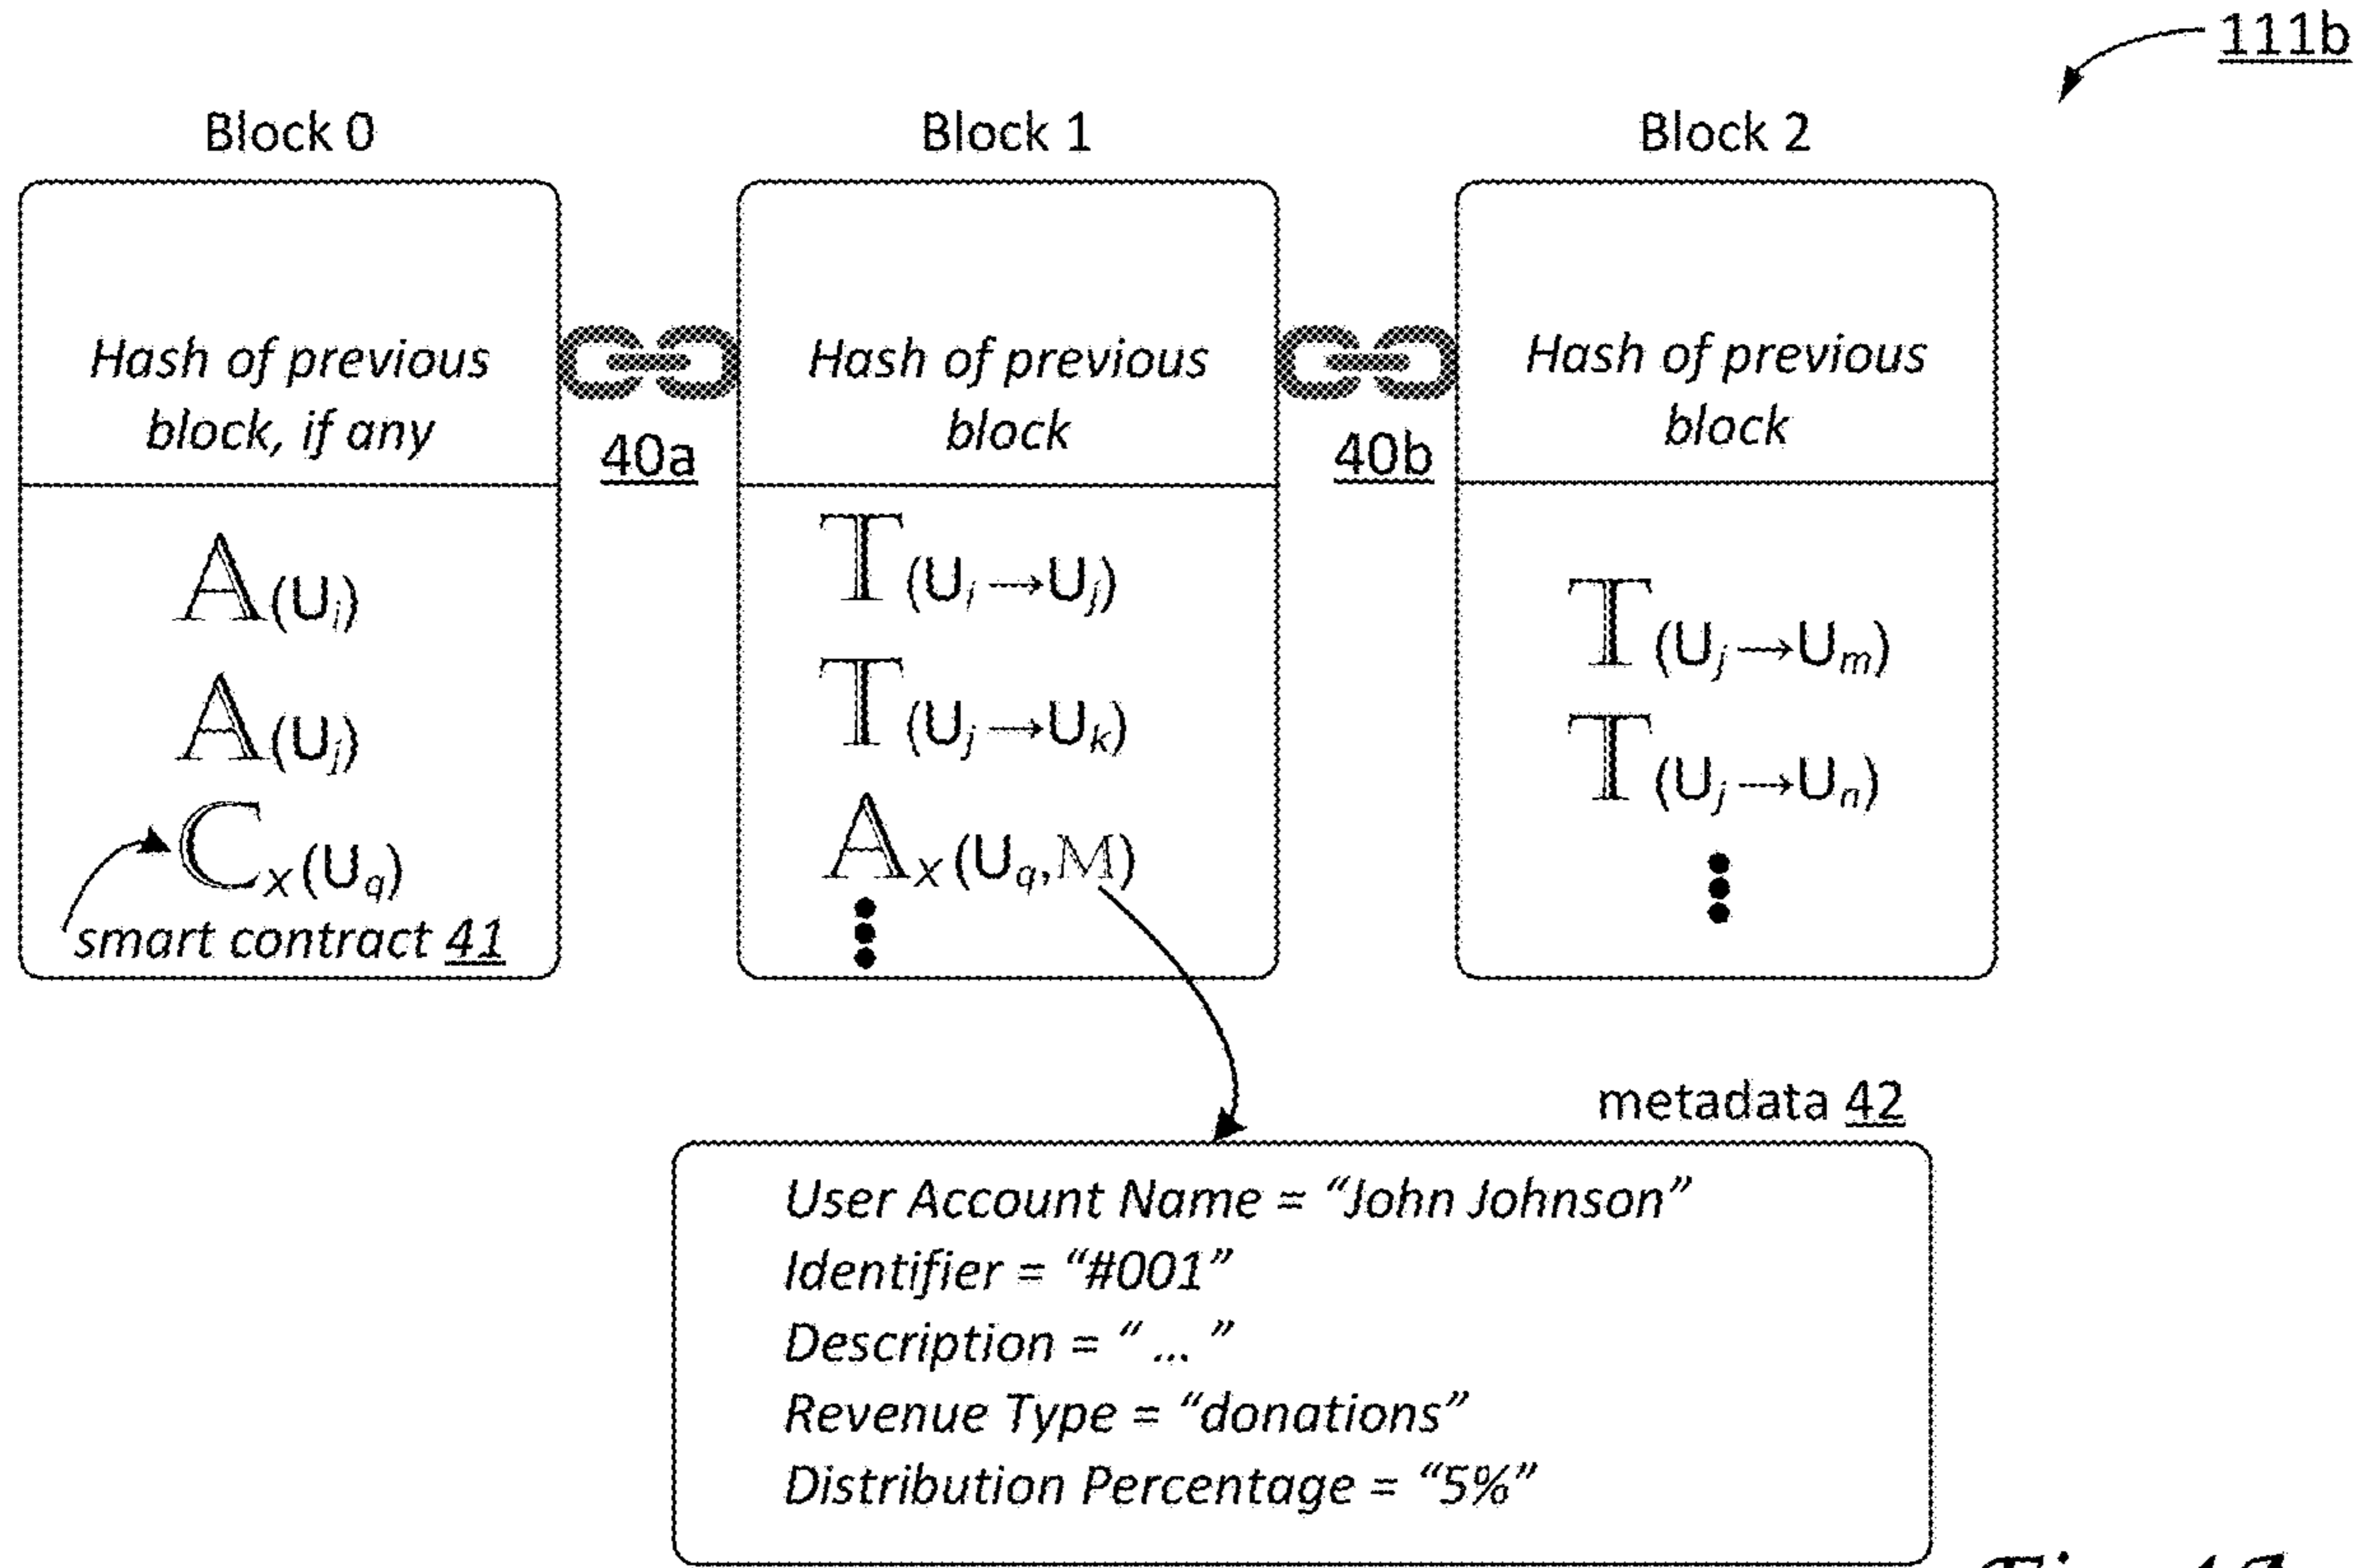 111b
Block 0
Hash of previous
block, if any
A(Ui)
A(Uj)
Cx(Uq)
smart contract 41
40a
Block 1
Hash of previous
block
T(Ui→Uj)
T(Uj→Uk)
Ax(Uq,M)
40b
Block 2
Hash of previous
block
T(Uj→Um)
T(Uj→Un)
metadata 42
User Account Name = “John Johnson”
Identifier = “#001”
Description = “ ... ”
Revenue Type = “donations”
Distribution Percentage = “5%”